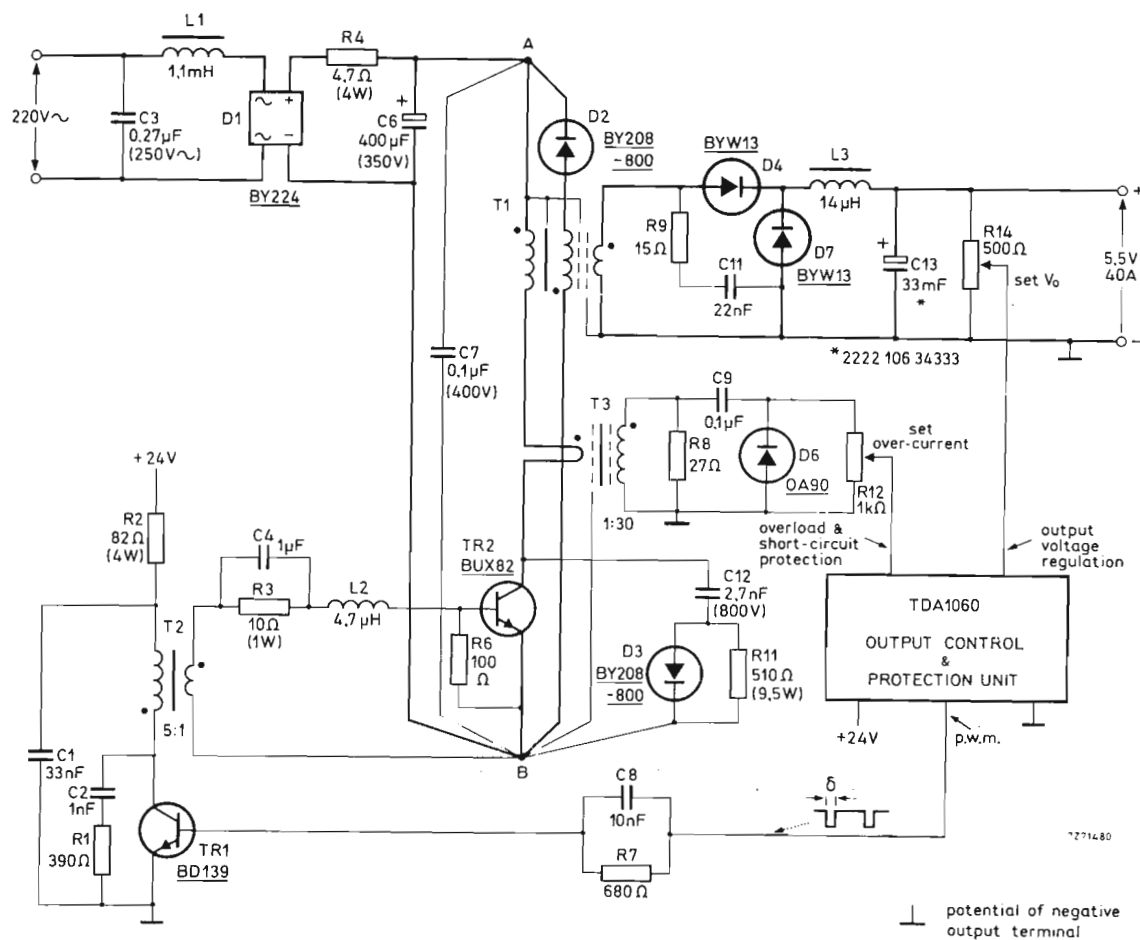 L1
1,1mH
220V~
C3
0,27µF
(250V~)
D1
~ +
~ −
BY224
R4
4,7Ω
(4W)
+
C6
400µF
(350V)
A
D2
BY208
-800
T1
C7
0,1µF
(400V)
R9
15Ω
C11
22nF
BYW13
D4
D7
BYW13
L3
14µH
+
C13
33mF
*
R14
500Ω
set Vo
+
5,5V
40A
−
*2222 106 34333
T3
1:30
R8
27Ω
C9
0,1µF
D6
OA90
set
over-current
R12
1kΩ
overload &
short-circuit
protection
output
voltage
regulation
TDA1060
OUTPUT CONTROL
&
PROTECTION UNIT
+24V
p.w.m.
δ
+24V
R2
82Ω
(4W)
C4
1µF
R3
10Ω
(1W)
L2
4,7µH
T2
5:1
TR2
BUX82
R6
100
Ω
C12
2,7nF
(800V)
D3
BY208
-800
R11
510Ω
(9,5W)
B
C1
33nF
C2
1nF
R1
390Ω
TR1
BD139
C8
10nF
R7
680Ω
7Z71480
potential of negative
output terminal